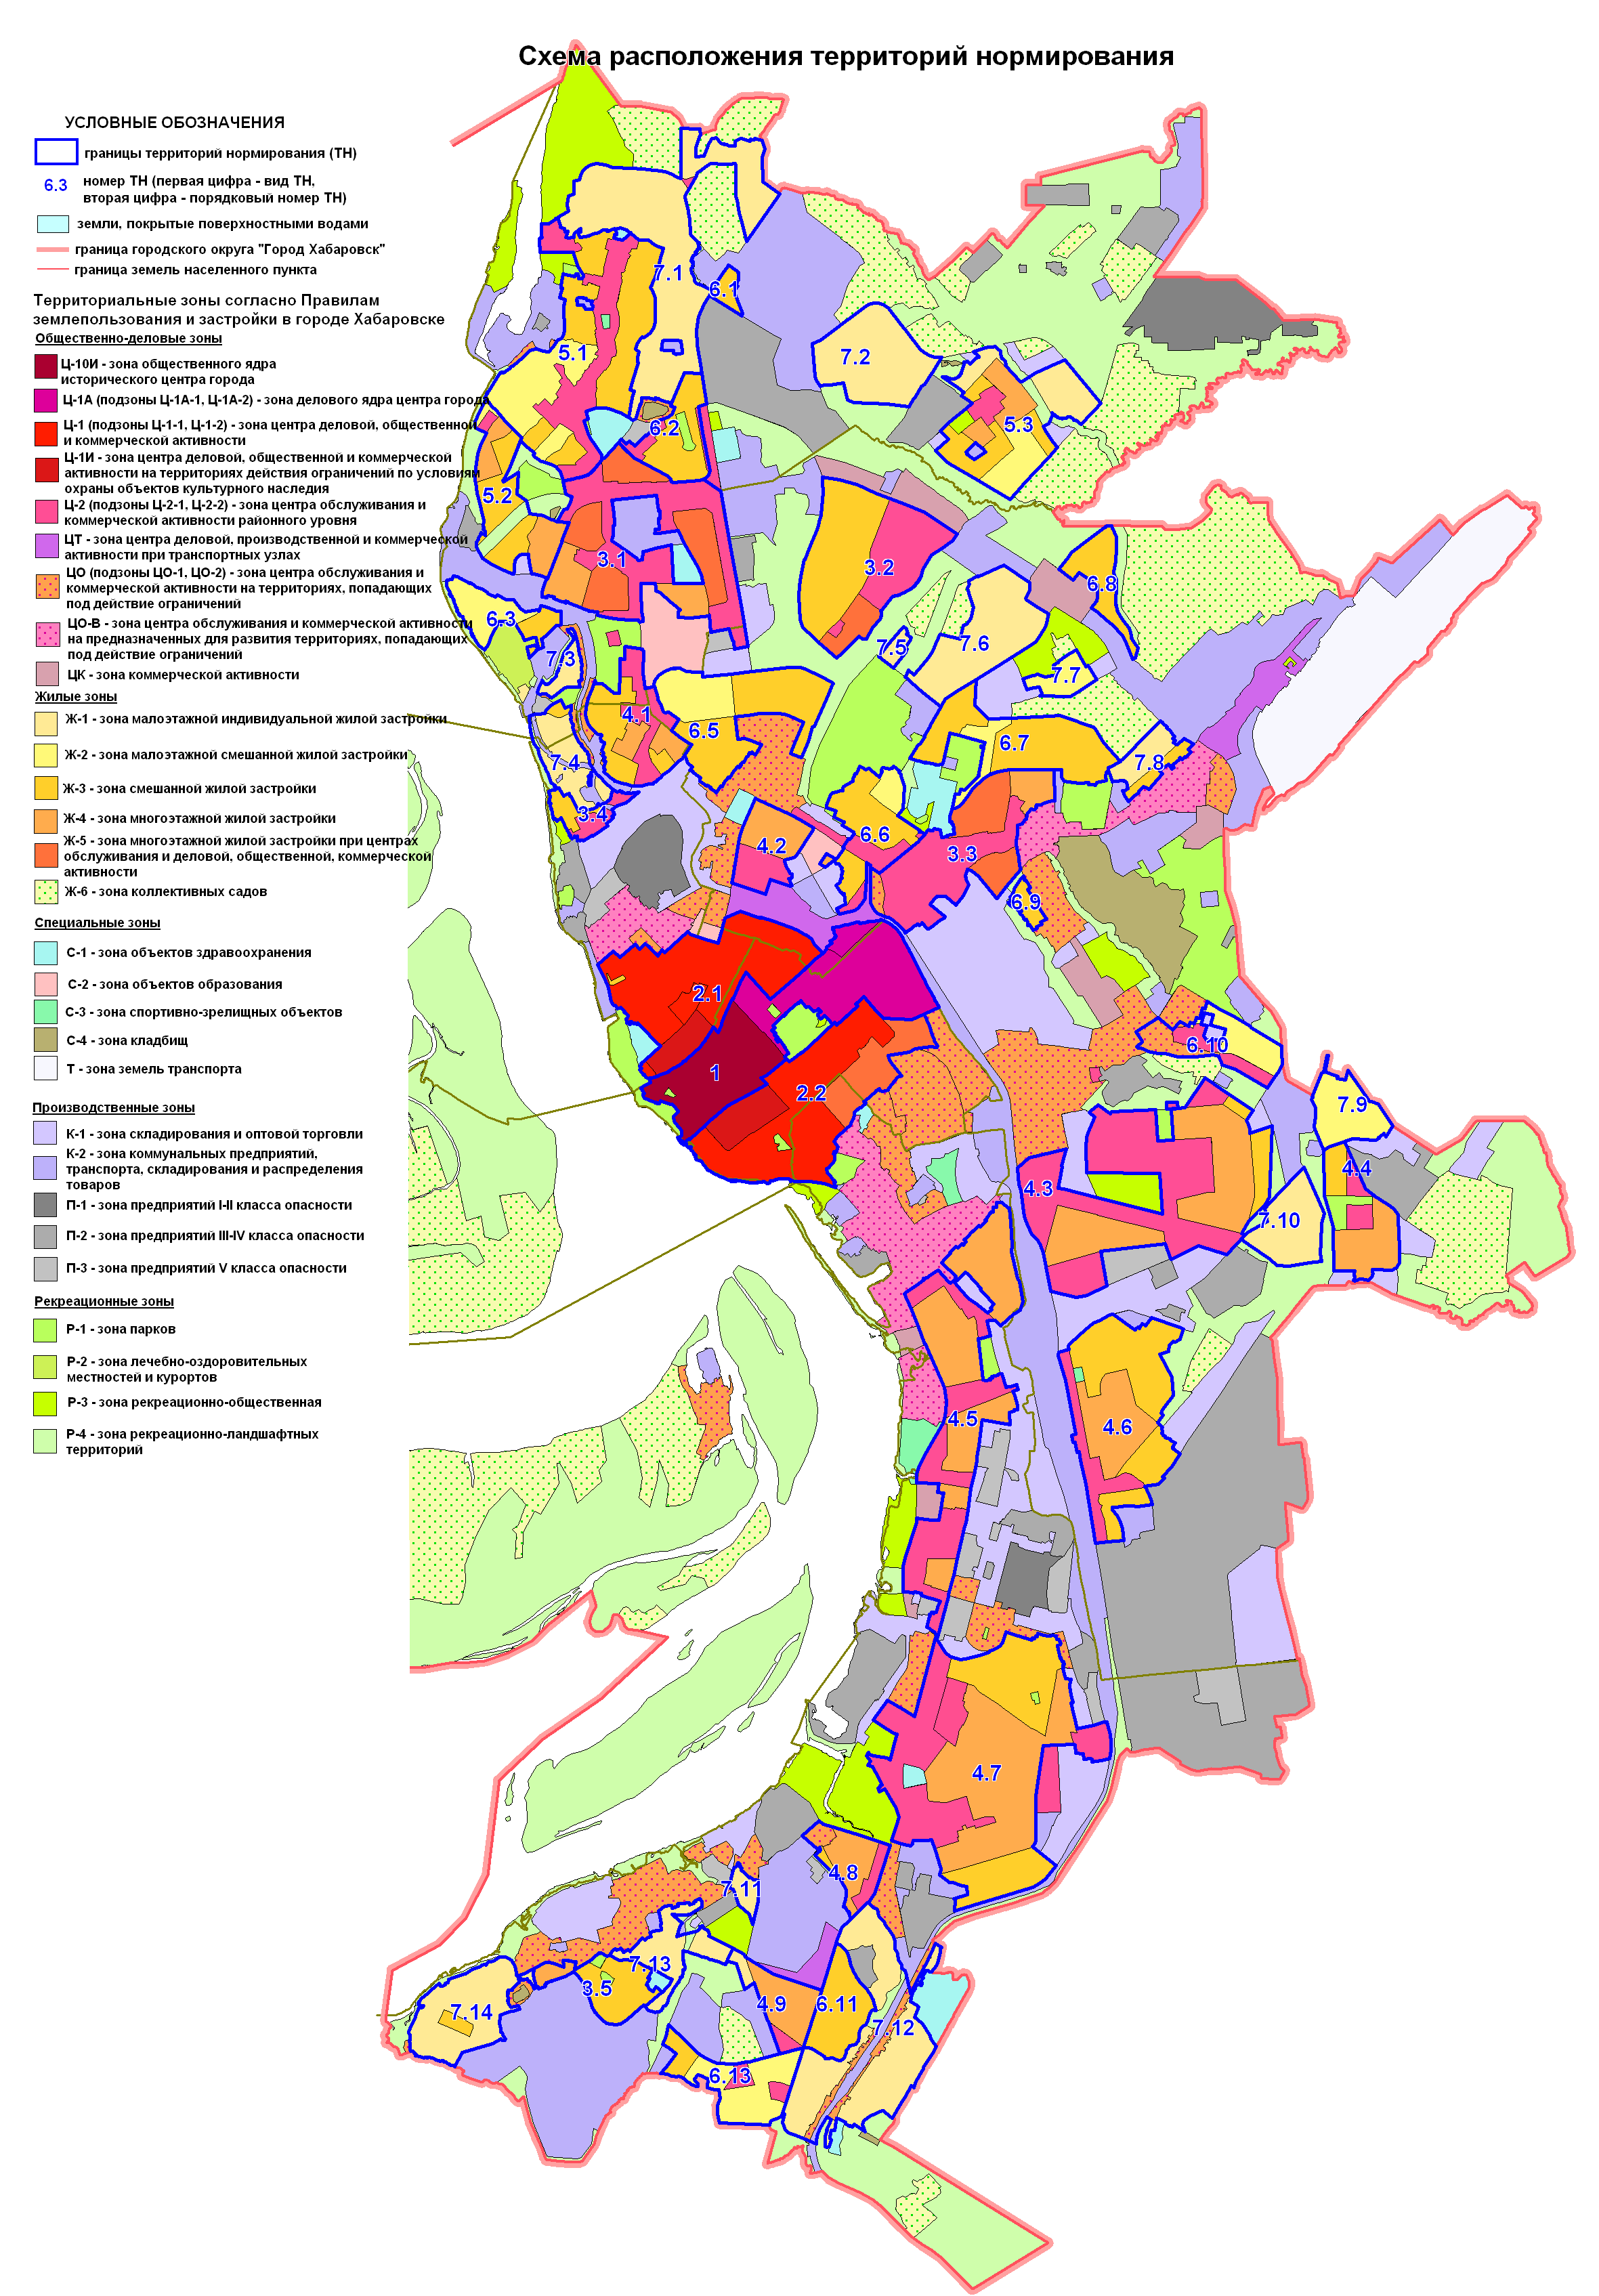 Схема расположения территорий нормирования
УСЛОВНЫЕ ОБОЗНАЧЕНИЯ
границы территорий нормирования (ТН)
6.3
номер ТН (первая цифра - вид ТН,
вторая цифра - порядковый номер ТН)
земли, покрытые поверхностными водами
граница городского округа "Город Хабаровск"
граница земель населенного пункта
Территориальные зоны согласно Правилам
землепользования и застройки в городе Хабаровске
Общественно-деловые зоны
Ц-10И - зона общественного ядра
исторического центра города
Ц-1А (подзоны Ц-1А-1, Ц-1А-2) - зона делового ядра центра города
Ц-1 (подзоны Ц-1-1, Ц-1-2) - зона центра деловой, общественной
и коммерческой активности
Ц-1И - зона центра деловой, общественной и коммерческой
активности на территориях действия ограничений по условиям
охраны объектов культурного наследия
Ц-2 (подзоны Ц-2-1, Ц-2-2) - зона центра обслуживания и
коммерческой активности районного уровня
ЦТ - зона центра деловой, производственной и коммерческой
активности при транспортных узлах
ЦО (подзоны ЦО-1, ЦО-2) - зона центра обслуживания и
коммерческой активности на территориях, попадающих
под действие ограничений
ЦО-В - зона центра обслуживания и коммерческой активности
на предназначенных для развития территориях, попадающих
под действие ограничений
ЦК - зона коммерческой активности
Жилые зоны
Ж-1 - зона малоэтажной индивидуальной жилой застройки
Ж-2 - зона малоэтажной смешанной жилой застройки
Ж-3 - зона смешанной жилой застройки
Ж-4 - зона многоэтажной жилой застройки
Ж-5 - зона многоэтажной жилой застройки при центрах
обслуживания и деловой, общественной, коммерческой
активности
Ж-6 - зона коллективных садов
Специальные зоны
С-1 - зона объектов здравоохранения
С-2 - зона объектов образования
С-3 - зона спортивно-зрелищных объектов
С-4 - зона кладбищ
Т - зона земель транспорта
Производственные зоны
К-1 - зона складирования и оптовой торговли
К-2 - зона коммунальных предприятий,
транспорта, складирования и распределения
товаров
П-1 - зона предприятий I-II класса опасности
П-2 - зона предприятий III-IV класса опасности
П-3 - зона предприятий V класса опасности
Рекреационные зоны
Р-1 - зона парков
Р-2 - зона лечебно-оздоровительных
местностей и курортов
Р-3 - зона рекреационно-общественная
Р-4 - зона рекреационно-ландшафтных
территорий
7.1
6.1
5.1
7.2
6.2
5.3
5.2
3.1
3.2
6.8
6.3
7.5
7.6
7.3
7.7
4.1
6.5
6.7
7.4
7.8
3.4
6.6
4.2
3.3
6.9
2.1
6.10
1
2.2
7.9
4.4
4.3
7.10
4.5
4.6
4.7
4.8
7.11
7.13
3.5
4.9
6.11
7.14
7.12
6.13